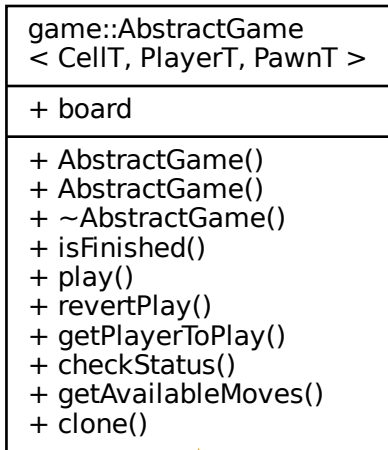 game::AbstractGame
< CellT, PlayerT, PawnT >
+ board
+ AbstractGame()
+ AbstractGame()
+ ~AbstractGame()
+ isFinished()
+ play()
+ revertPlay()
+ getPlayerToPlay()
+ checkStatus()
+ getAvailableMoves()
+ clone()